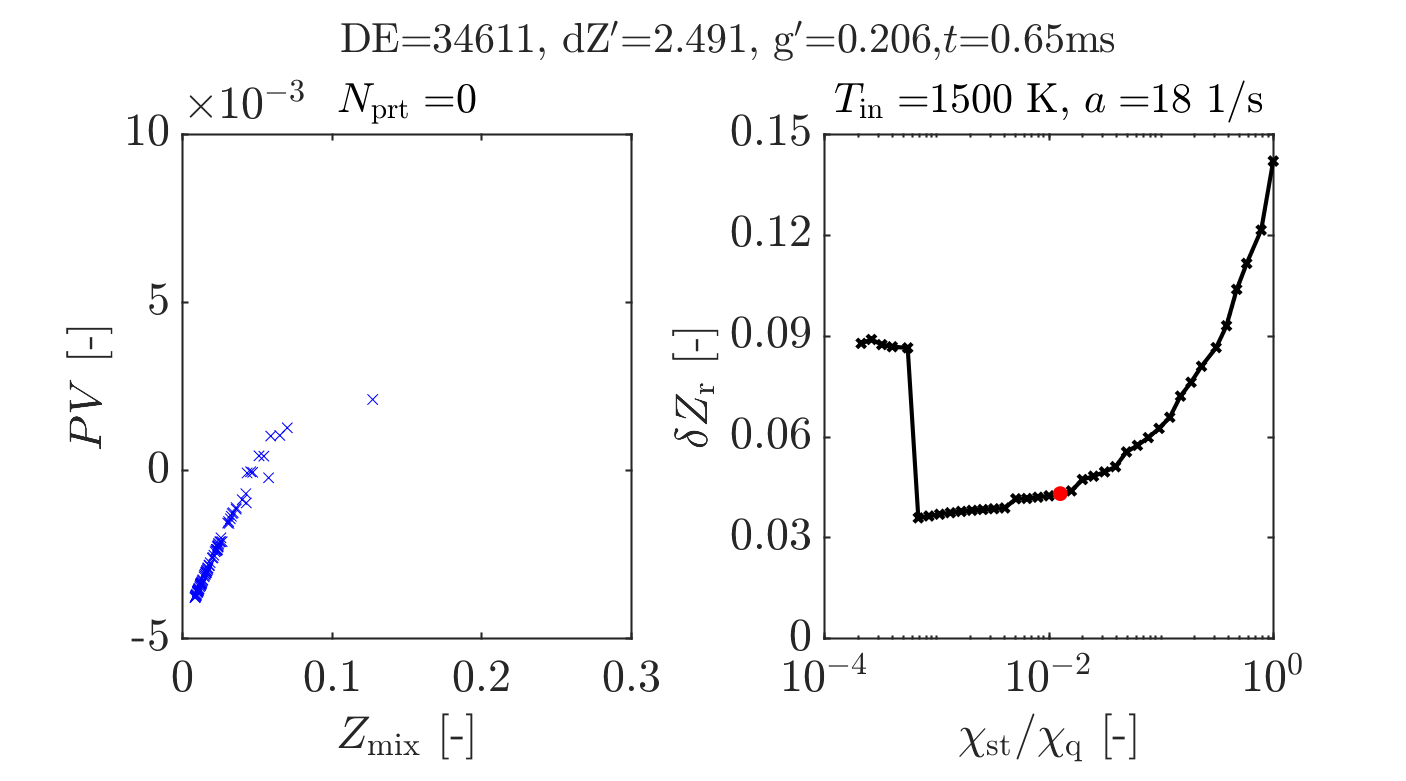 DE=34611, dZ′=2.491, g′=0.206,t=0.65ms
×10⁻³ N_prt =0
10
5
0
-5
0 0.1 0.2 0.3
Z_mix [-]
PV [-]
T_in =1500 K, a =18 1/s
0.15
0.12
0.09
0.06
0.03
0
10⁻⁴ 10⁻² 10⁰
χ_st/χ_q [-]
δZ_r [-]